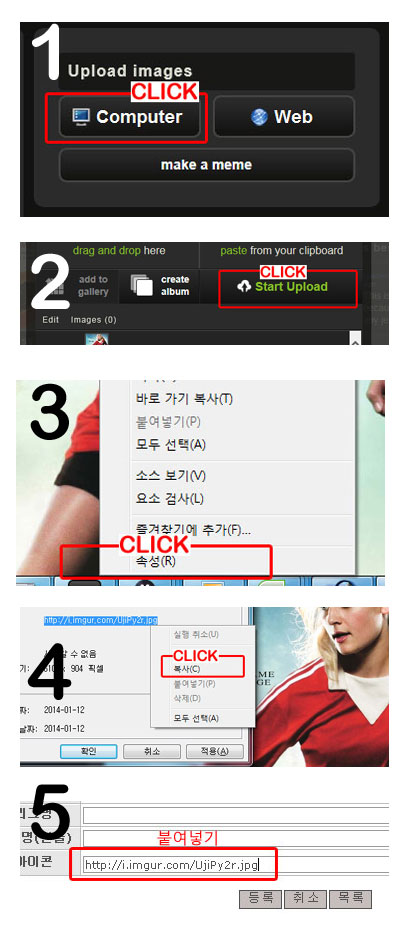 1
Upload images
CLICK
Computer
Web
make a meme
2
drag and drop here
paste from your clipboard
CLICK
add to gallery
create album
Start Upload
Edit Images (0)
3
바로 가기 복사(T)
붙여넣기(P)
모두 선택(A)
소스 보기(V)
요소 검사(L)
즐겨찾기에 추가(F)...
CLICK
속성(R)
4
http://i.imgur.com/UjiPy2r.jpg
실행 취소(U)
CLICK
수 없음
복사(C)
904 픽셀
붙여넣기(P)
삭제(D)
2014-01-12
모두 선택(A)
2014-01-12
확인
취소
적용(A)
5
붙여넣기
http://i.imgur.com/UjiPy2r.jpg
등록
취소
목록